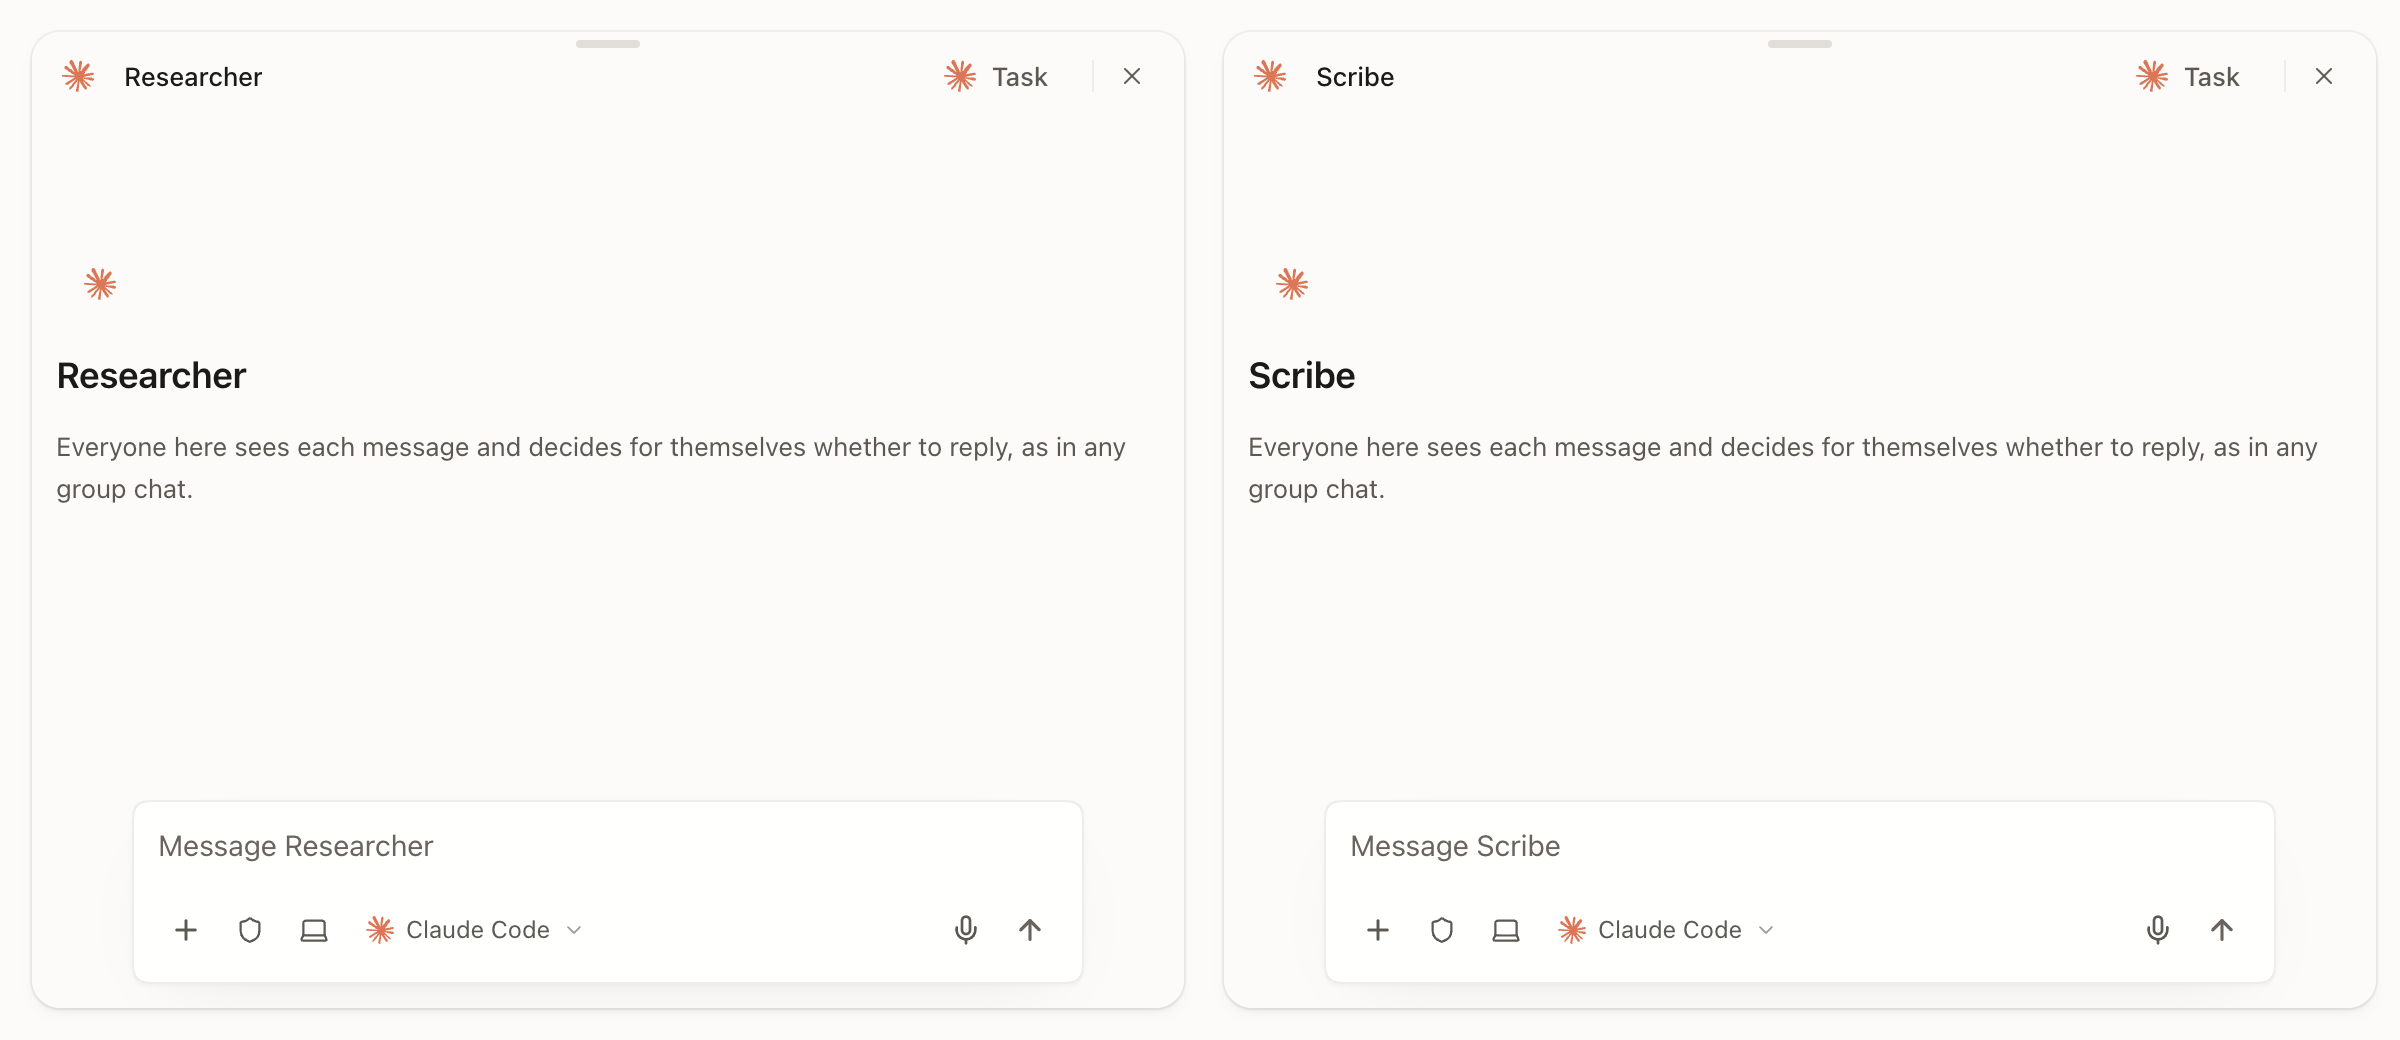 Researcher
Task
Researcher
Everyone here sees each message and decides for themselves whether to reply, as in any
group chat.
Message Researcher
Claude Code
Scribe
Task
Scribe
Everyone here sees each message and decides for themselves whether to reply, as in any
group chat.
Message Scribe
Claude Code